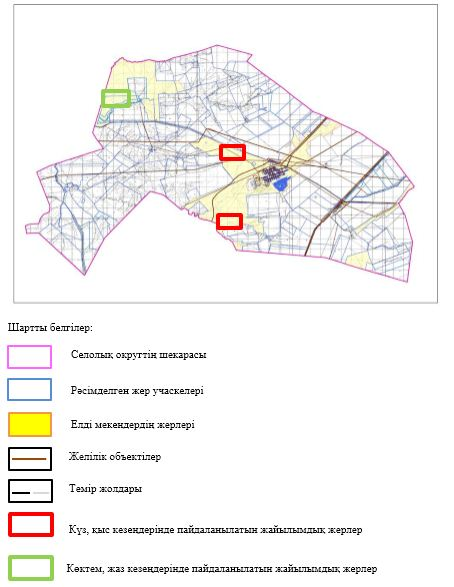 Шартты белгілер:
Селолық округтің шекарасы
Рәсімделген жер учаскелері
Елді мекендердің жерлері
Желілік объектілер
Темір жолдары
Күз, қыс кезеңдерінде пайдаланылатын жайылымдық жерлер
Көктем, жаз кезеңдерінде пайдаланылатын жайылымдық жерлер